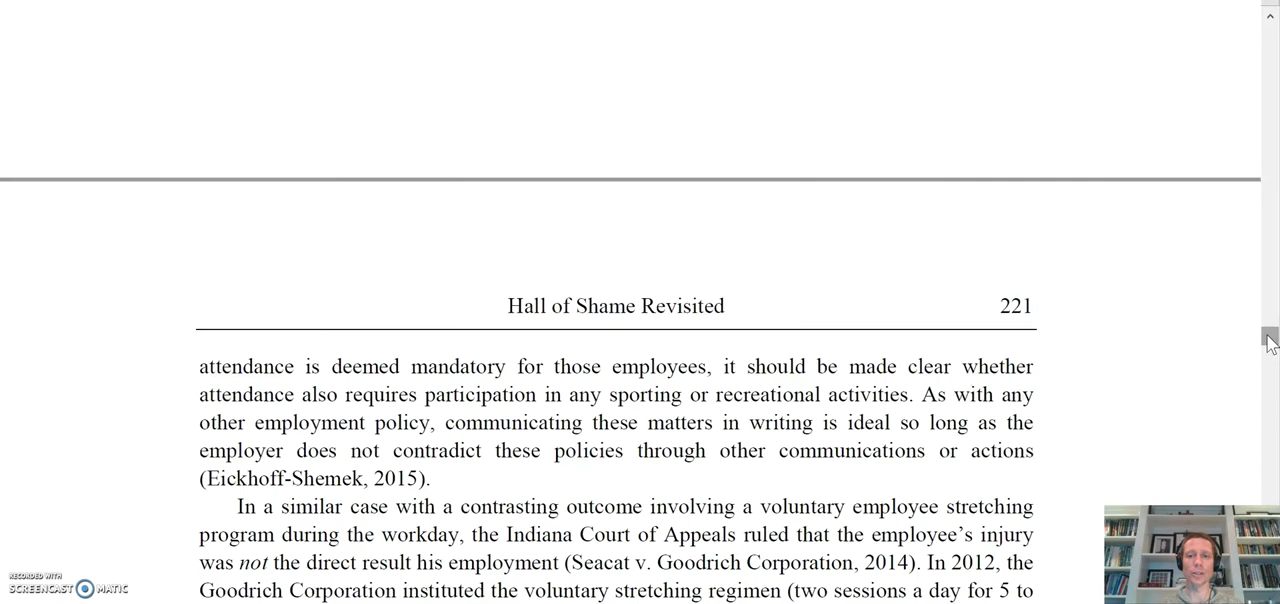 Hall of Shame Revisited 221
attendance is deemed mandatory for those employees, it should be made clear whether
attendance also requires participation in any sporting or recreational activities. As with any
other employment policy, communicating these matters in writing is ideal so long as the
employer does not contradict these policies through other communications or actions
(Eickhoff-Shemek, 2015).
In a similar case with a contrasting outcome involving a voluntary employee stretching
program during the workday, the Indiana Court of Appeals ruled that the employee’s injury
was not the direct result his employment (Seacat v. Goodrich Corporation, 2014). In 2012, the
Goodrich Corporation instituted the voluntary stretching regimen (two sessions a day for 5 to
RECORDED WITH
SCREENCAST MATIC